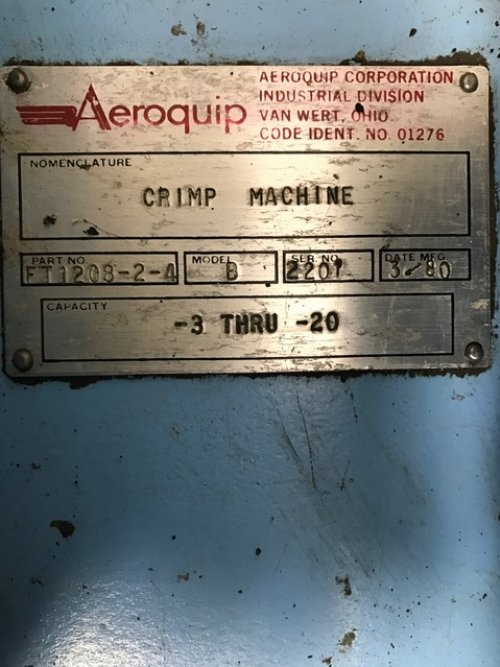 Aeroquip
AEROQUIP CORPORATION
INDUSTRIAL DIVISION
VAN WERT, OHIO.
CODE IDENT. NO. 01276
NOMENCLATURE
CRIMP MACHINE
PART NO MODEL SER NO DATE MFG
FT1208-2-4 B 2201 3/80
CAPACITY
-3 THRU -20